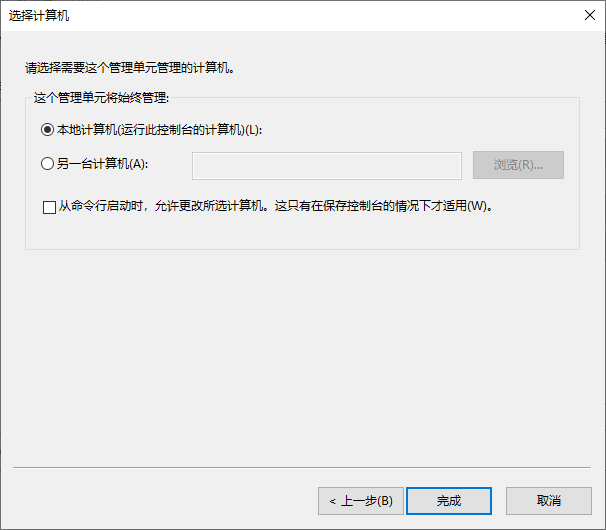 选择计算机
请选择需要这个管理单元管理的计算机。
这个管理单元将始终管理:
本地计算机(运行此控制台的计算机)(L):
另一台计算机(A):
浏览(R)...
从命令行启动时，允许更改所选计算机。这只有在保存控制台的情况下才适用(W)。
< 上一步(B)
完成
取消